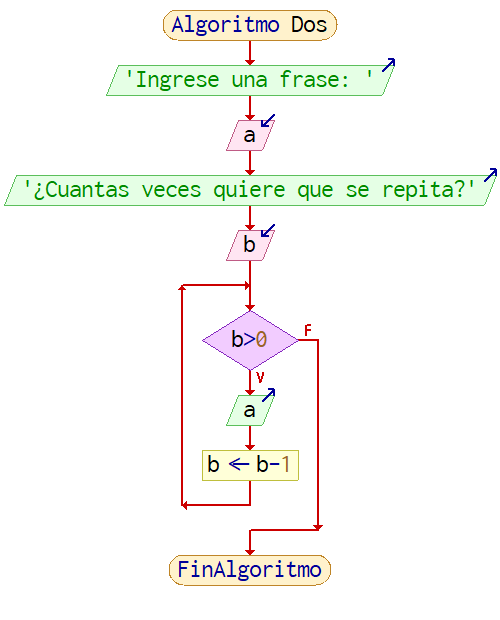 Algoritmo Dos
'Ingrese una frase: '
a
'¿Cuantas veces quiere que se repita?'
b
b>0
F
V
a
b ← b-1
FinAlgoritmo